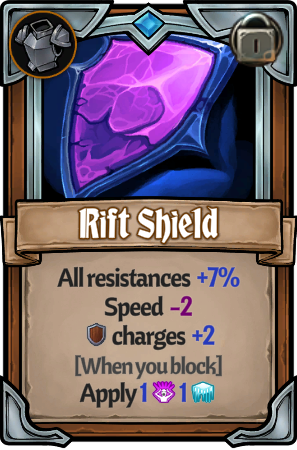 Rift Shield
All resistances +7%
Speed -2
charges +2
[When you block]
Apply 1 1